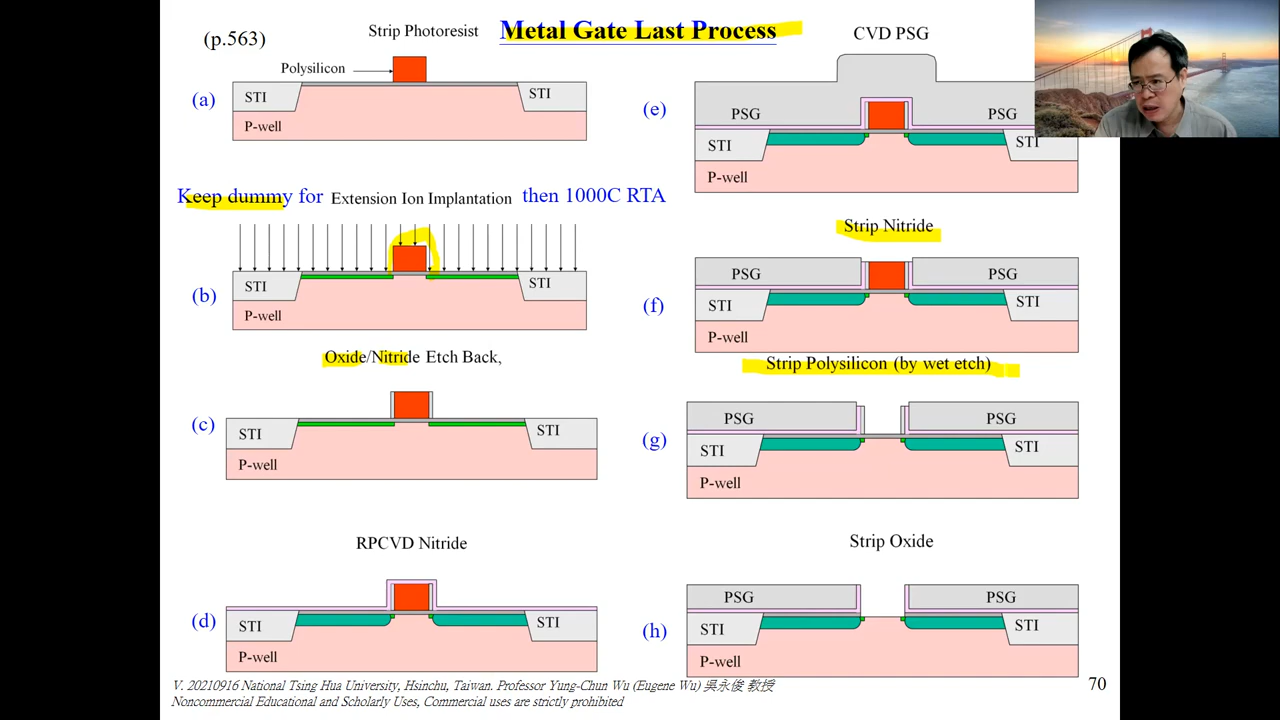 Metal Gate Last Process
(p.563)
Strip Photoresist
Polysilicon
(a)
STI
STI
P-well
Keep dummy for Extension Ion Implantation then 1000C RTA
(b)
STI
STI
P-well
Oxide/Nitride Etch Back,
(c)
STI
STI
P-well
RPCVD Nitride
(d)
STI
STI
P-well
CVD PSG
(e)
PSG
PSG
STI
STI
P-well
Strip Nitride
(f)
PSG
PSG
STI
STI
P-well
Strip Polysilicon (by wet etch)
(g)
PSG
PSG
STI
STI
P-well
Strip Oxide
(h)
PSG
PSG
STI
STI
P-well
V. 20210916 National Tsing Hua University, Hsinchu, Taiwan. Professor Yung-Chun Wu (Eugene Wu) 吳永俊 教授
Noncommercial Educational and Scholarly Uses, Commercial uses are strictly prohibited
70